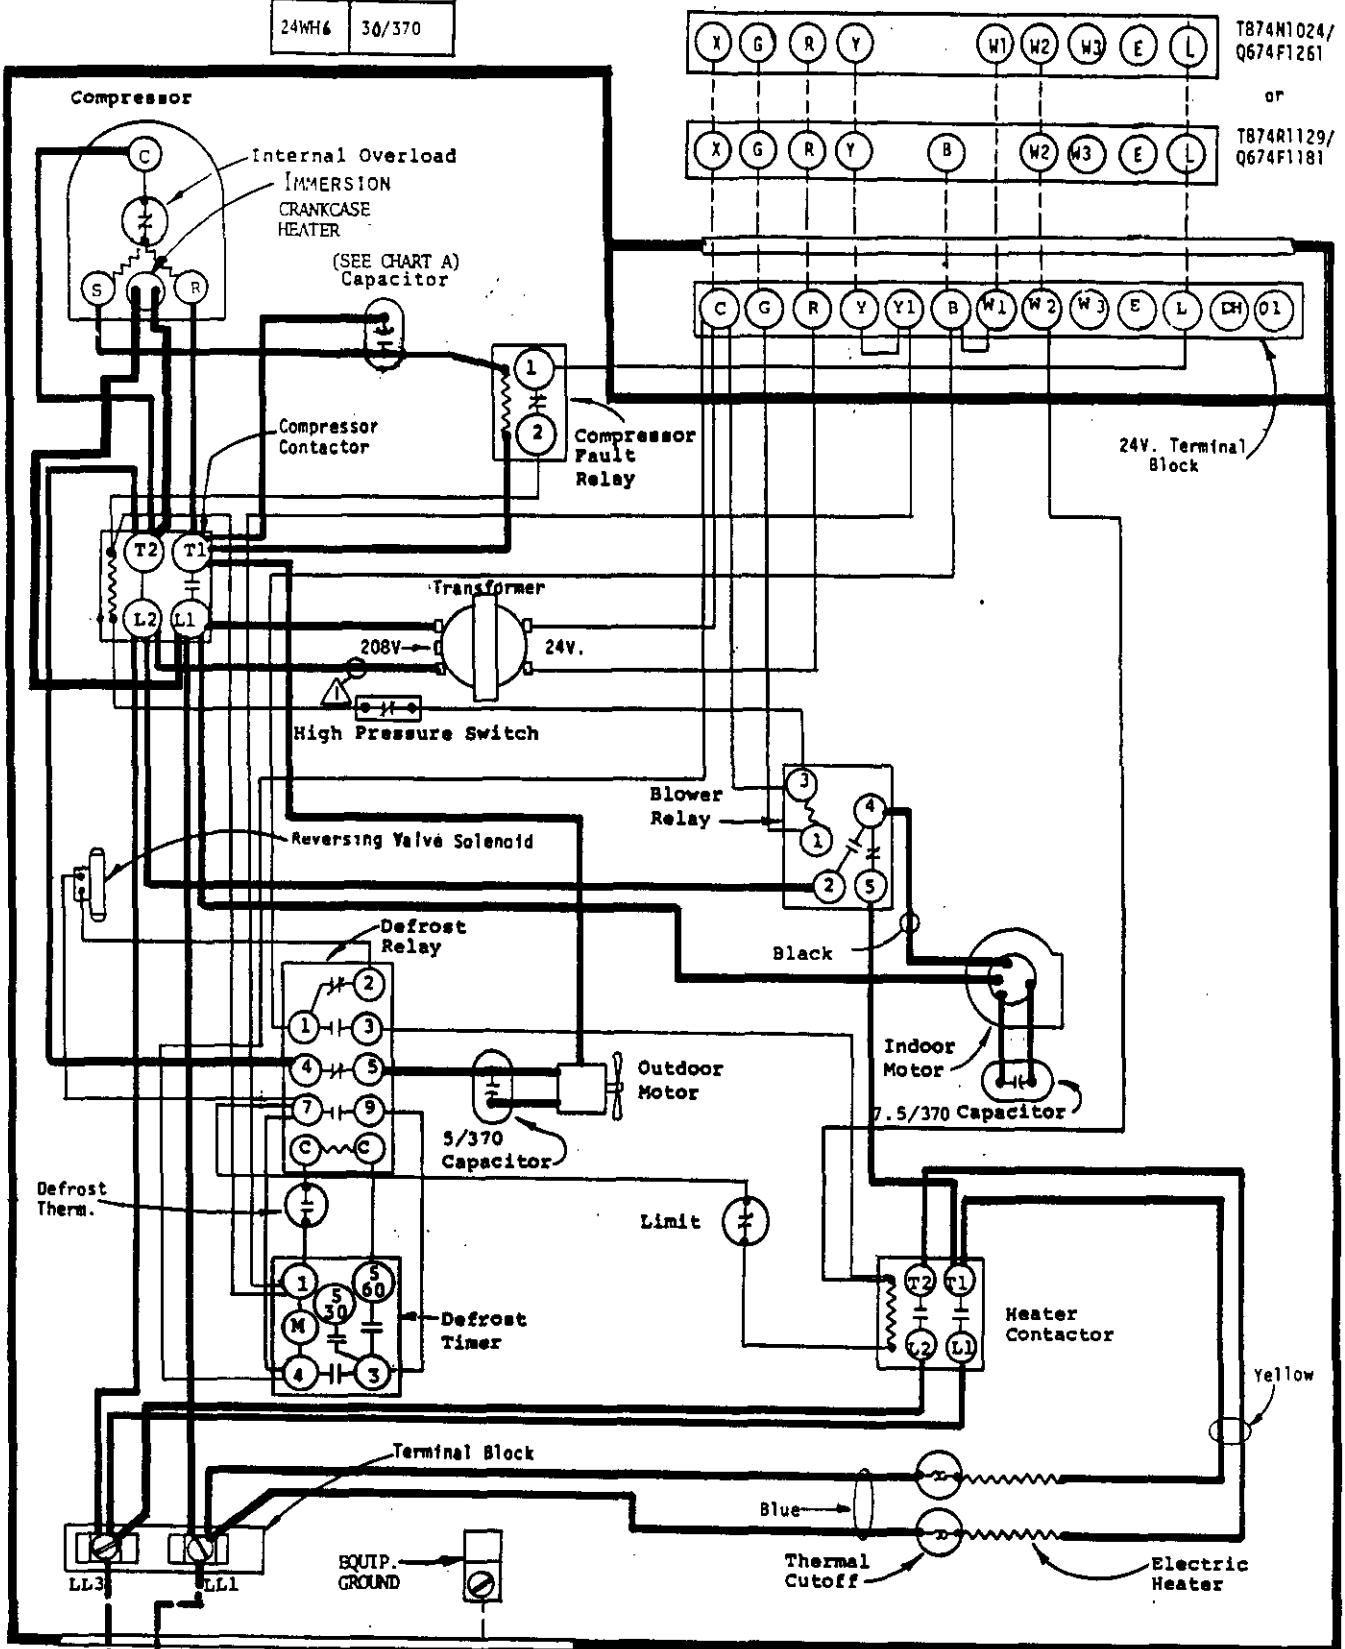 24WH6 30/370
X G R Y W1 W2 W3 E L
T874N1024/
Q674F1261
or
X G R Y B W2 W3 E L
T874R1129/
Q674F1181
Compressor
C
Internal Overload
IMMERSION
CRANKCASE
HEATER
S R
(SEE CHART A)
Capacitor
C G R Y Y1 B W1 W2 W3 E L DH O1
24V. Terminal
Block
1
2
Compressor
Fault
Relay
Compressor
Contactor
T2 T1
L2 L1
Transformer
208V
24V.
1
High Pressure Switch
Blower
Relay
3 4
1
2 5
Reversing Valve Solenoid
Black
Defrost
Relay
2
1 3
4 5
7 9
C C
Outdoor
Motor
5/370
Capacitor
Indoor
Motor
7.5/370 Capacitor
Defrost
Therm.
Limit
1 5 30 5 60
M
4 3
Defrost
Timer
T2 T1
L2 L1
Heater
Contactor
Yellow
Terminal Block
Blue
LL3 LL1
EQUIP.
GROUND
Thermal
Cutoff
Electric
Heater